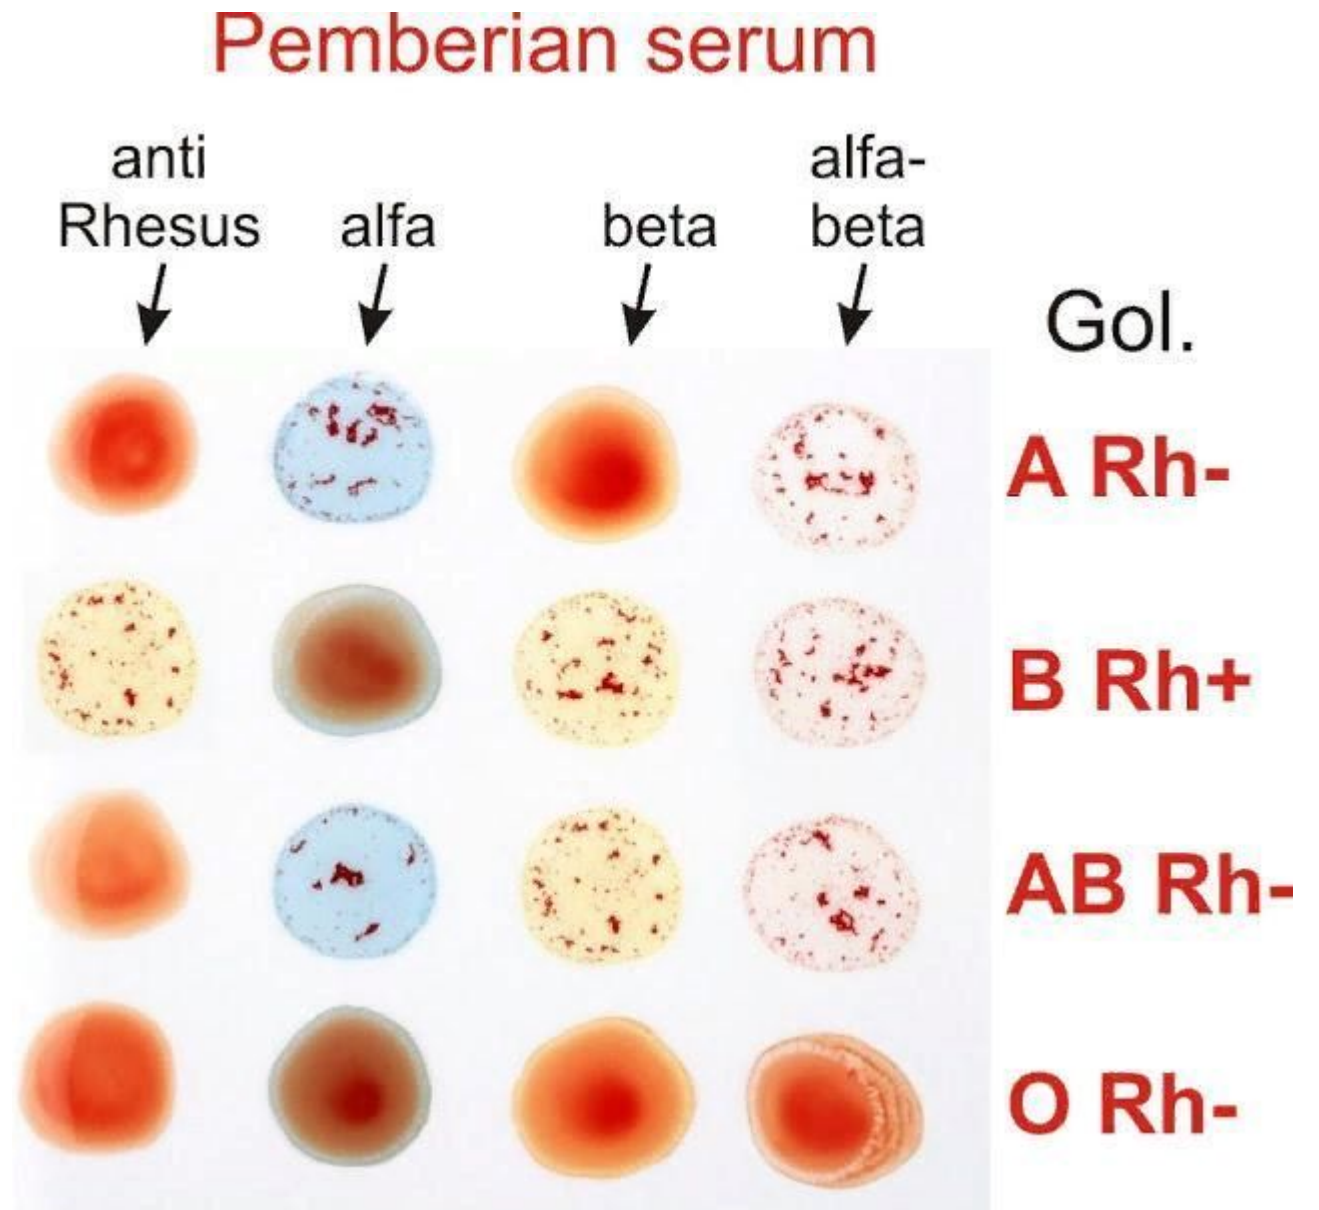 Pemberian serum
anti
Rhesus
alfa
beta
alfa-
beta
Gol.
A Rh-
B Rh+
AB Rh-
O Rh-